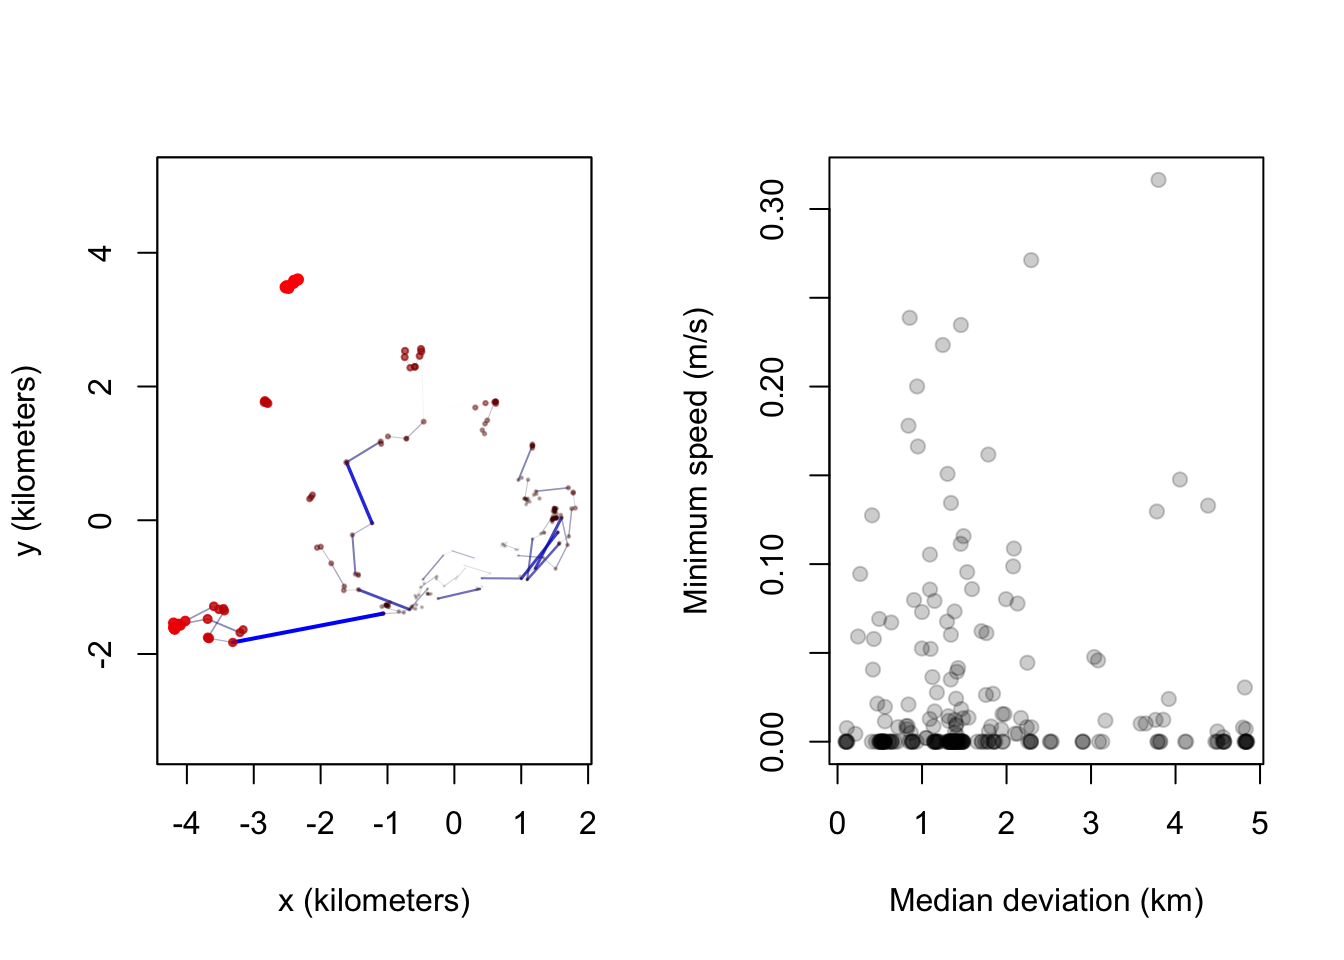 y (kilometers)
4
2
0
-2
-4 -3 -2 -1 0 1 2
x (kilometers)
Minimum speed (m/s)
0.30
0.20
0.10
0.00
0 1 2 3 4 5
Median deviation (km)